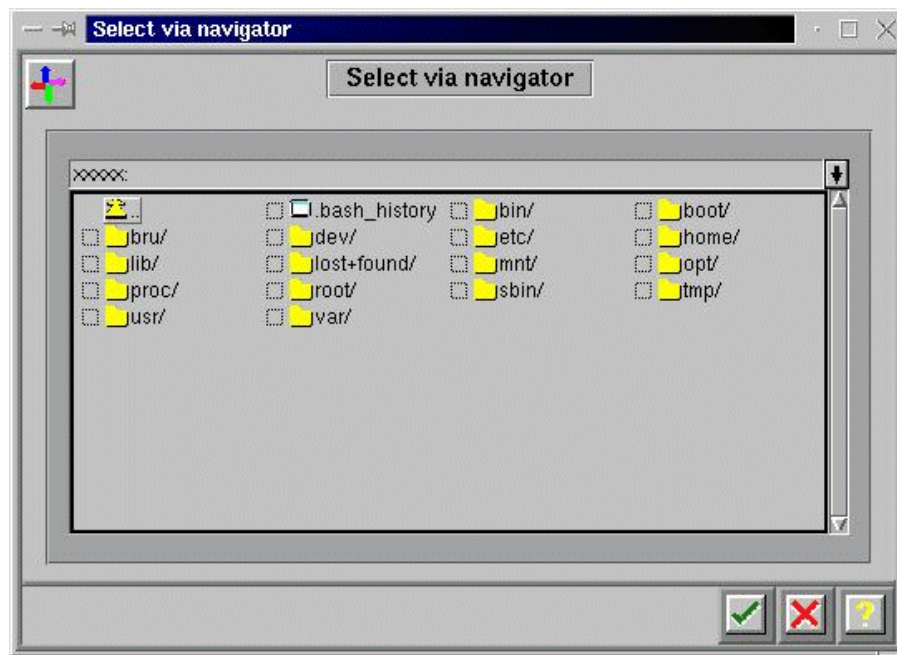 Select via navigator
Select via navigator
xxxxx:
.. .bash_history bin/ boot/
bru/ dev/ etc/ home/
lib/ lost+found/ mnt/ opt/
proc/ root/ sbin/ tmp/
usr/ var/
?